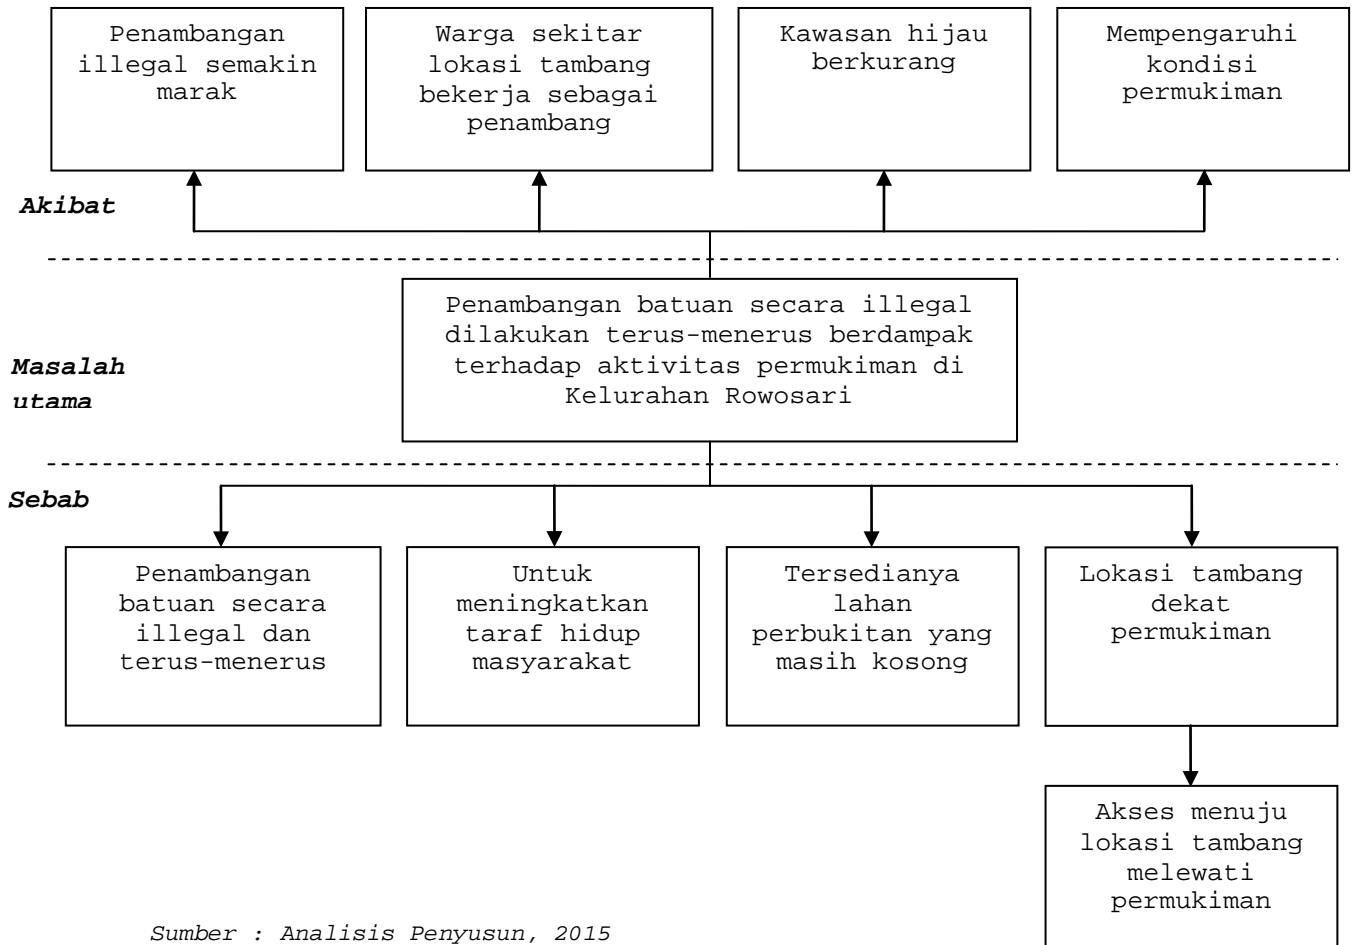 Penambangan
illegal semakin
marak
Warga sekitar
lokasi tambang
bekerja sebagai
penambang
Kawasan hijau
berkurang
Mempengaruhi
kondisi
permukiman
Akibat
Penambangan batuan secara illegal
dilakukan terus-menerus berdampak
terhadap aktivitas permukiman di
Kelurahan Rowosari
Masalah
utama
Sebab
Penambangan
batuan secara
illegal dan
terus-menerus
Untuk
meningkatkan
taraf hidup
masyarakat
Tersedianya
lahan
perbukitan yang
masih kosong
Lokasi tambang
dekat
permukiman
Akses menuju
lokasi tambang
melewati
permukiman
Sumber : Analisis Penyusun, 2015